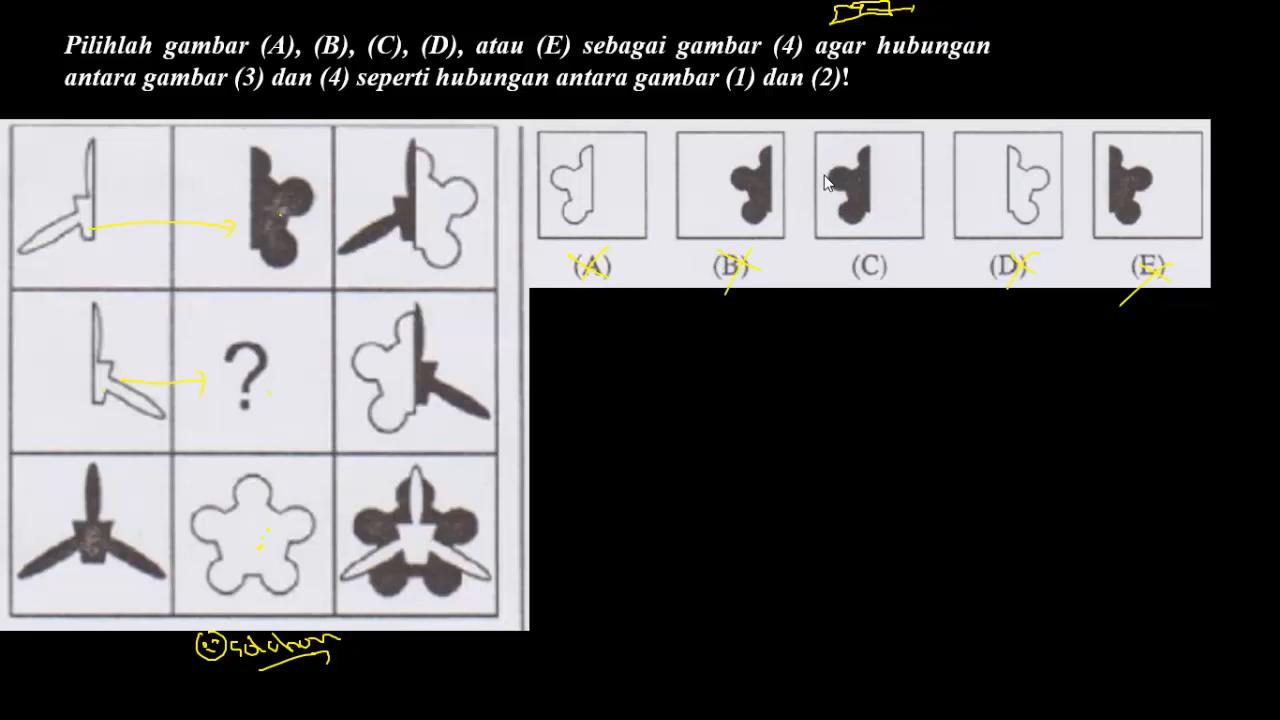 Pilihlah gambar (A), (B), (C), (D), atau (E) sebagai gambar (4) agar hubungan
antara gambar (3) dan (4) seperti hubungan antara gambar (1) dan (2)!
?
(A) (B) (C) (D) (E)